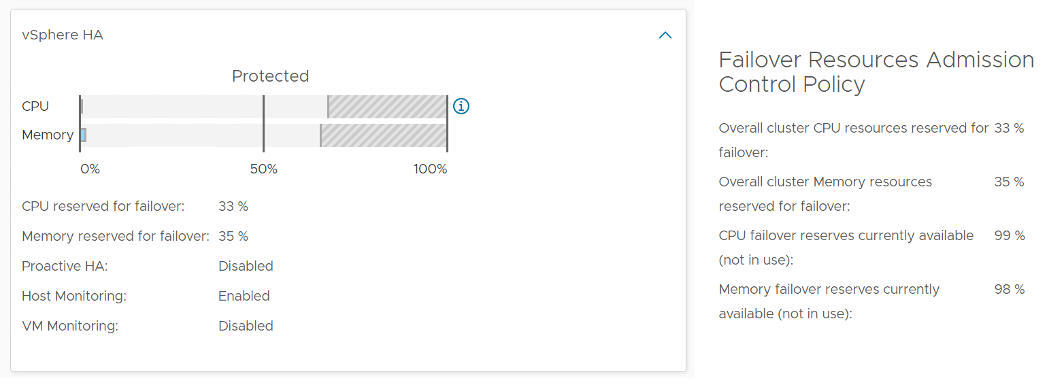 vSphere HA
Protected
CPU
Memory
0% 50% 100%
CPU reserved for failover: 33 %
Memory reserved for failover: 35 %
Proactive HA: Disabled
Host Monitoring: Enabled
VM Monitoring: Disabled
Failover Resources Admission
Control Policy
Overall cluster CPU resources reserved for 33 %
failover:
Overall cluster Memory resources 35 %
reserved for failover:
CPU failover reserves currently available 99 %
(not in use):
Memory failover reserves currently 98 %
available (not in use):